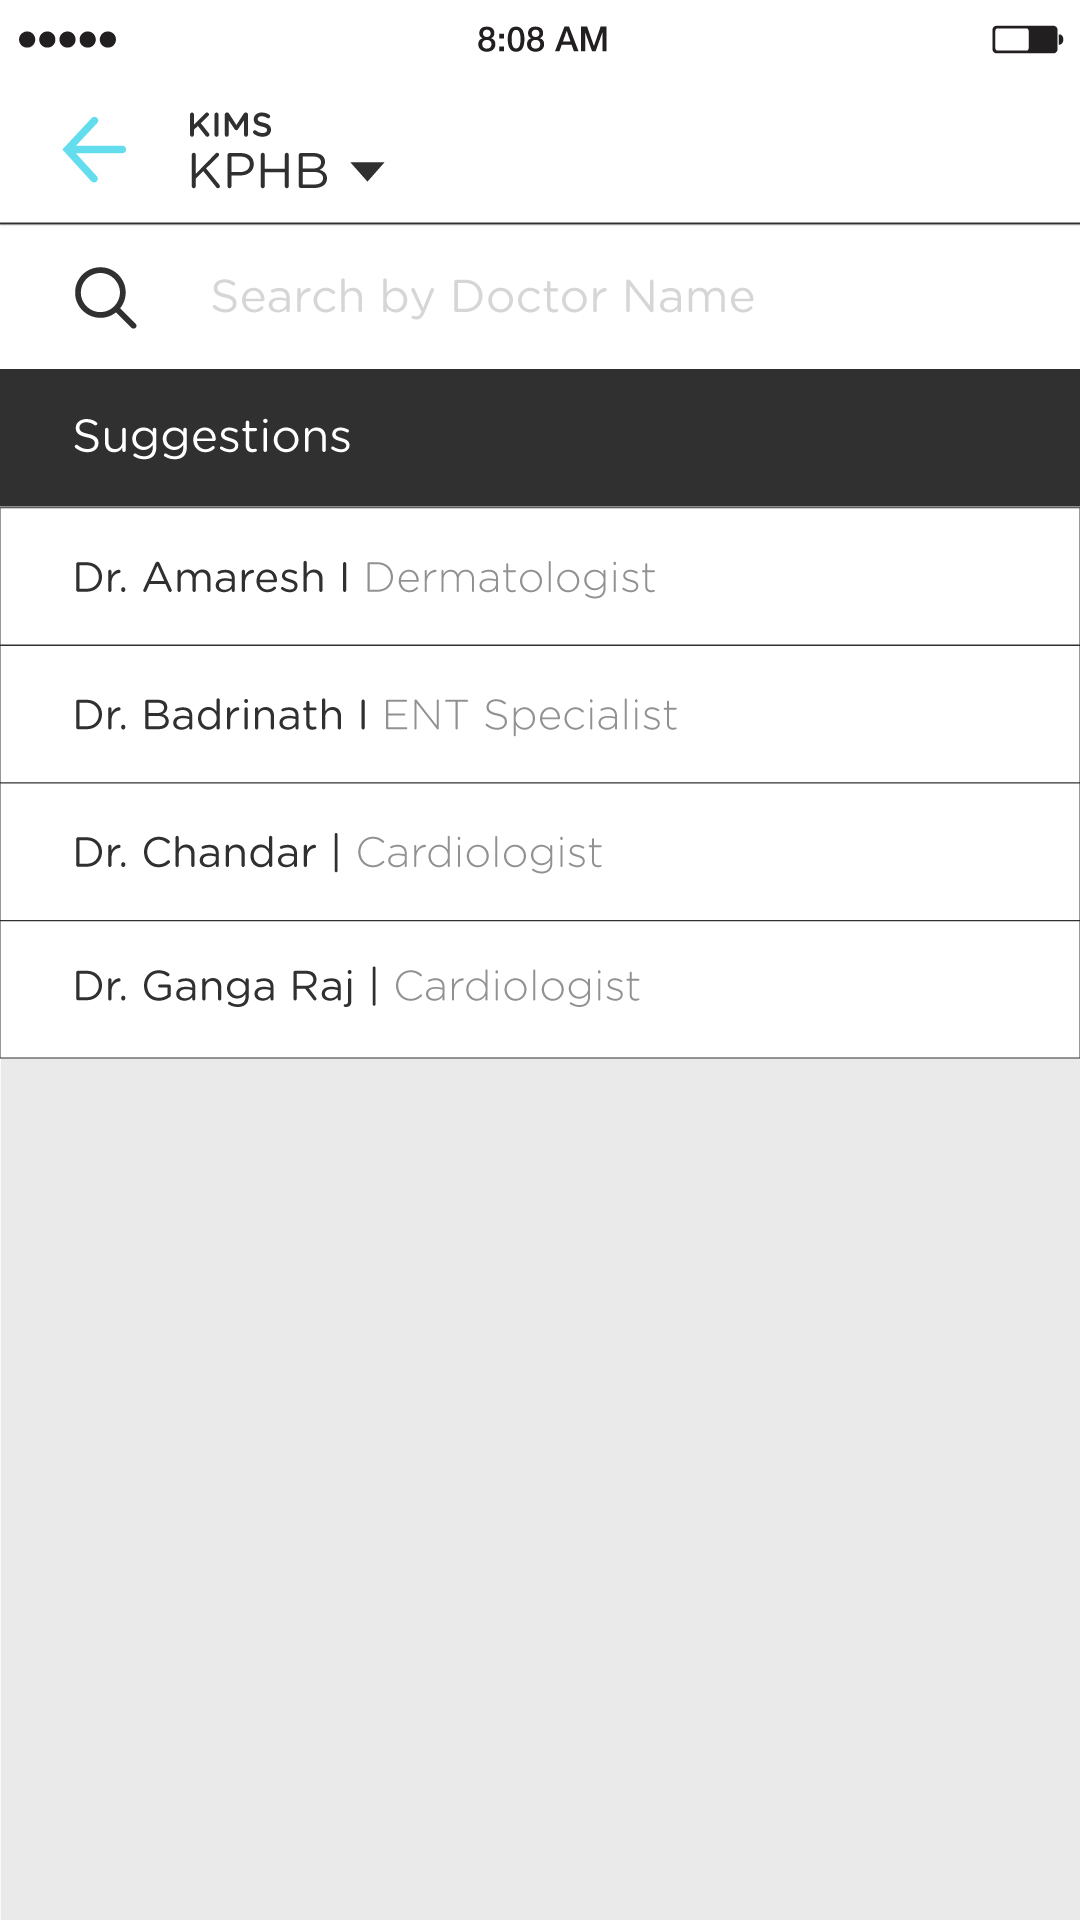 8:08 AM
KIMS
KPHB
Search by Doctor Name
Suggestions
Dr. Amaresh I Dermatologist
Dr. Badrinath I ENT Specialist
Dr. Chandar | Cardiologist
Dr. Ganga Raj | Cardiologist